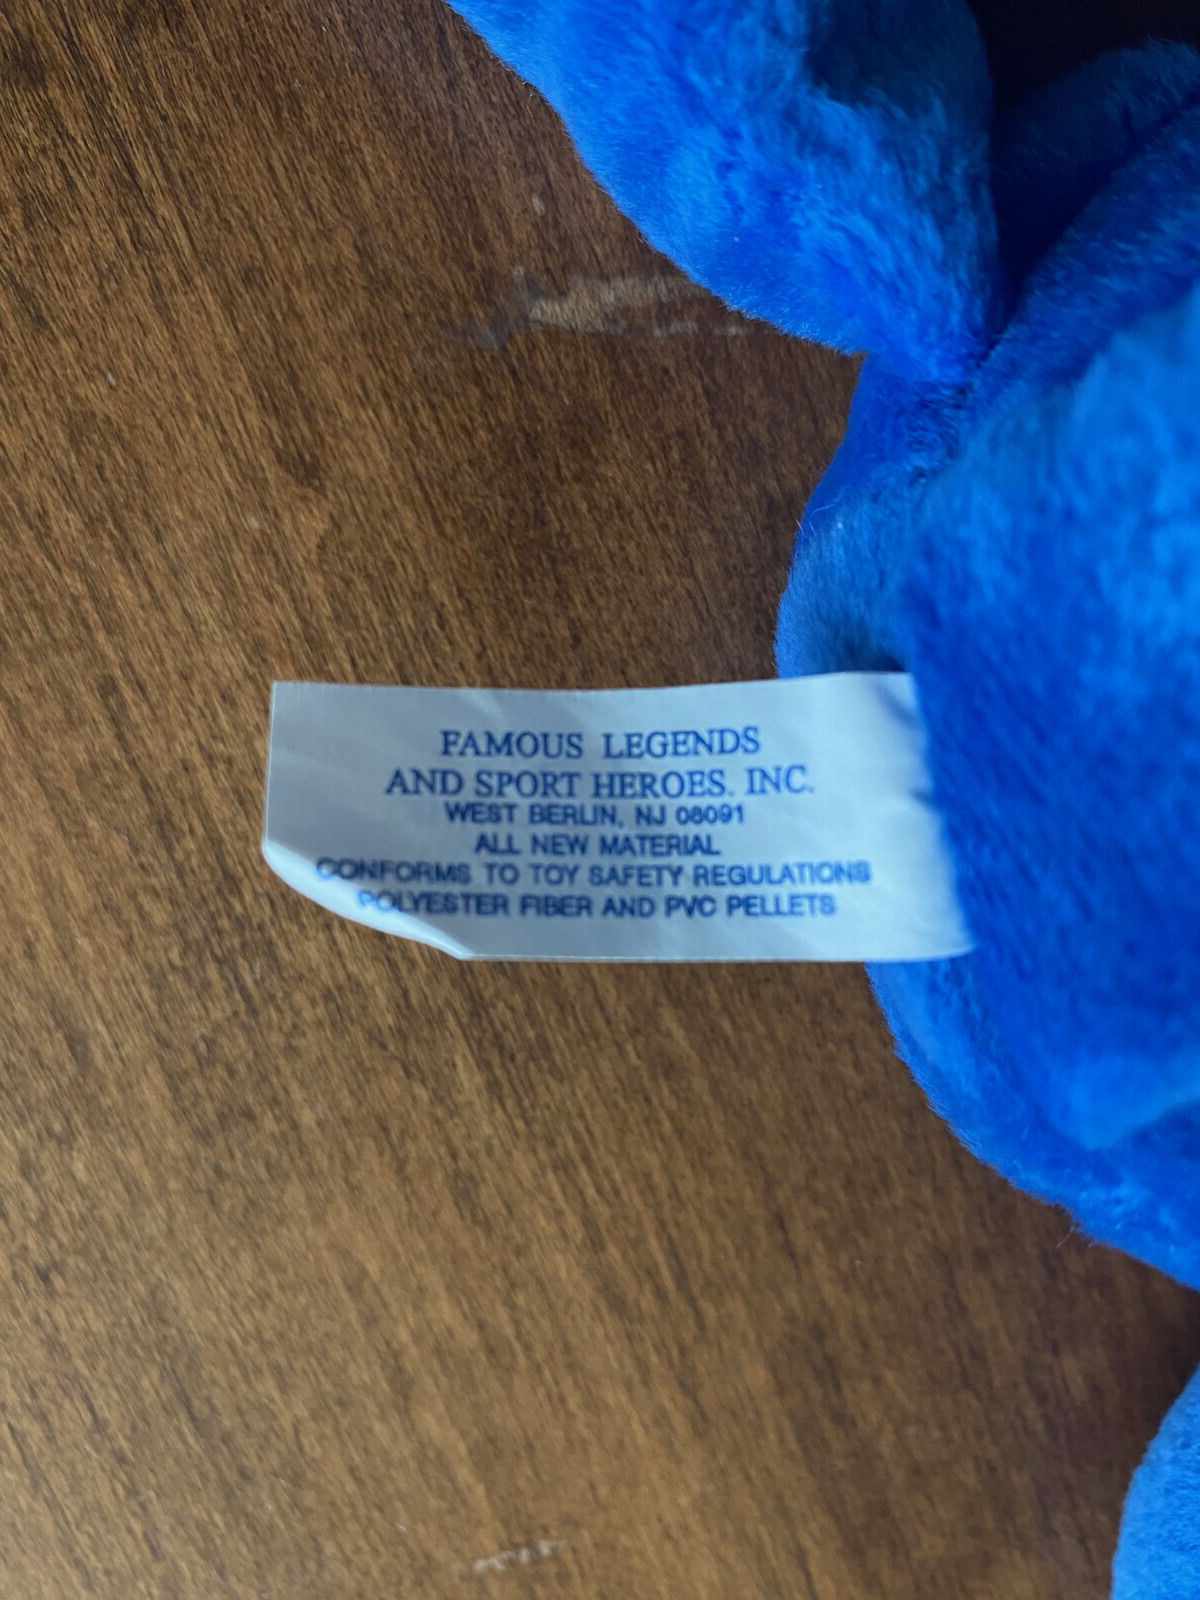 FAMOUS LEGENDS
AND SPORT HEROES, INC.
WEST BERLIN, NJ 08091
ALL NEW MATERIAL
CONFORMS TO TOY SAFETY REGULATIONS
POLYESTER FIBER AND PVC PELLETS